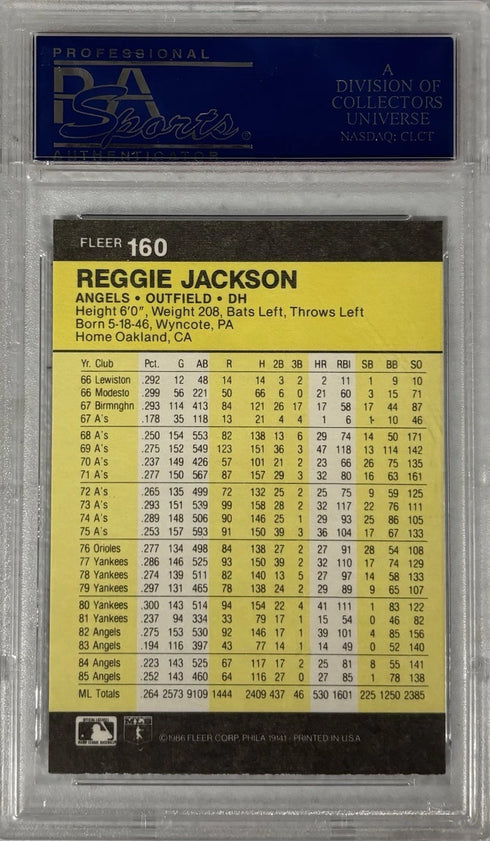 PROFESSIONAL
PSA Sports®
AUTHENTICATOR
A
DIVISION OF
COLLECTORS
UNIVERSE
NASDAQ: CLCT
FLEER 160
REGGIE JACKSON
ANGELS • OUTFIELD • DH
Height 6'0", Weight 208, Bats Left, Throws Left
Born 5-18-46, Wyncote, PA
Home Oakland, CA
Yr. Club Pct. G AB R H 2B 3B HR RBI SB BB SO
66 Lewiston .292 12 48 14 14 3 2 2 11 1 9 10
66 Modesto .299 56 221 50 66 6 0 21 60 3 15 71
67 Birmnghn .293 114 413 84 121 26 17 17 58 17 44 87
67 A's .178 35 118 13 21 4 4 1 6 1 10 46
68 A's .250 154 553 82 138 13 6 29 74 14 50 171
69 A's .275 152 549 123 151 36 3 47 118 13 114 142
70 A's .237 149 426 57 101 21 2 23 66 26 75 135
71 A's .277 150 567 87 157 29 3 32 80 16 63 161
72 A's .265 135 499 72 132 25 2 25 75 9 59 125
73 A's .293 151 539 99 158 28 2 32 117 22 76 111
74 A's .289 148 506 90 146 25 1 29 93 25 86 105
75 A's .253 157 593 91 150 39 3 36 104 17 67 133
76 Orioles .277 134 498 84 138 27 2 27 91 28 54 108
77 Yankees .286 146 525 93 150 39 2 32 110 17 74 129
78 Yankees .274 139 511 82 140 13 5 27 97 14 58 133
79 Yankees .297 131 465 78 138 24 2 29 89 9 65 107
80 Yankees .300 143 514 94 154 22 4 41 111 1 83 122
81 Yankees .237 94 334 33 79 17 1 15 54 0 46 82
82 Angels .275 153 530 92 146 17 1 39 101 4 85 156
83 Angels .194 116 397 43 77 14 1 14 49 0 52 140
84 Angels .223 143 525 67 117 17 2 25 81 8 55 141
85 Angels .252 143 460 64 116 27 0 27 85 1 78 138
ML Totals .264 2573 9109 1444 2409 437 46 530 1601 225 1250 2385
©1986 FLEER CORP. PHILA 19141 - PRINTED IN U.S.A.